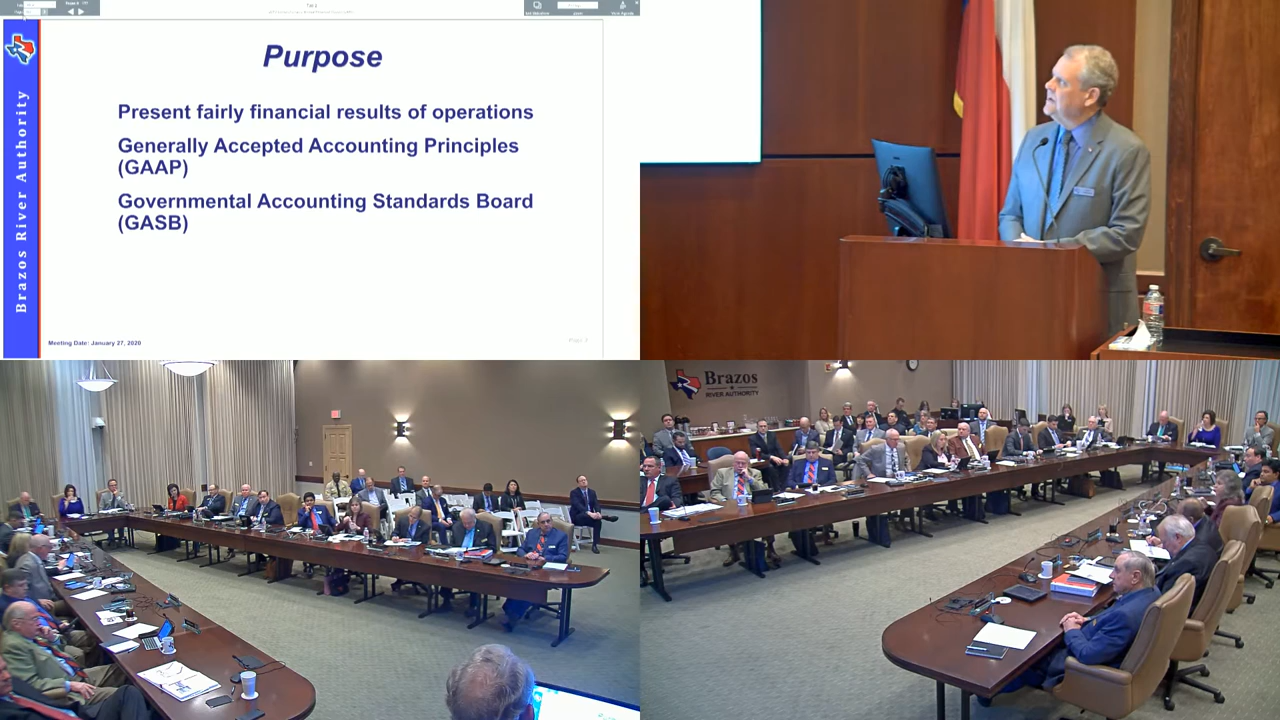 Purpose
Present fairly financial results of operations
Generally Accepted Accounting Principles
(GAAP)
Governmental Accounting Standards Board
(GASB)
Brazos River Authority
Meeting Date: January 27, 2020
Brazos
RIVER AUTHORITY